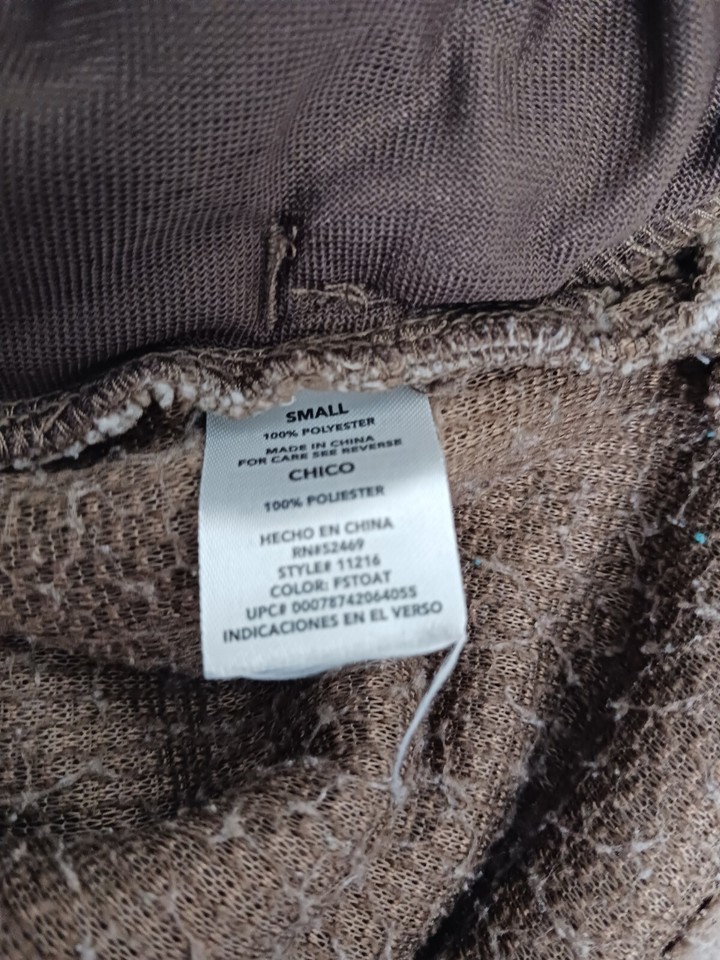 SMALL
100% POLYESTER
MADE IN CHINA
FOR CARE SEE REVERSE
CHICO
100% POLIESTER
HECHO EN CHINA
RN#52469
STYLE# 11216
COLOR: FSTOAT
UPC# 00078742064055
INDICACIONES EN EL VERSO